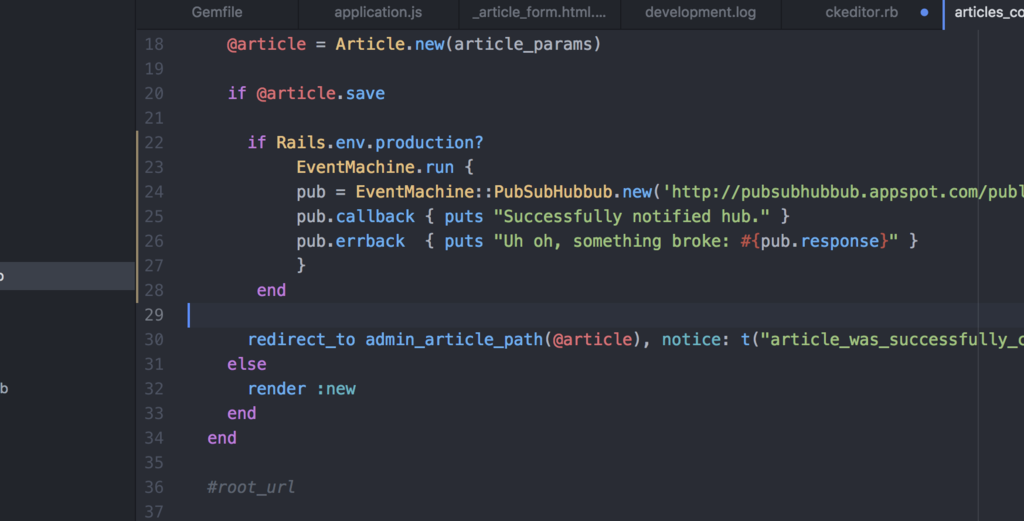 Gemfile application.js _article_form.html.... development.log ckeditor.rb articles_co
18 @article = Article.new(article_params)
19
20 if @article.save
21
22 if Rails.env.production?
23 EventMachine.run {
24 pub = EventMachine::PubSubHubbub.new('http://pubsubhubbub.appspot.com/publ
25 pub.callback { puts "Successfully notified hub." }
26 pub.errback  { puts "Uh oh, something broke: #{pub.response}" }
27 }
28 end
29
30 redirect_to admin_article_path(@article), notice: t("article_was_successfully_c
31 else
b
32 render :new
33 end
34 end
35
36 #root_url
37